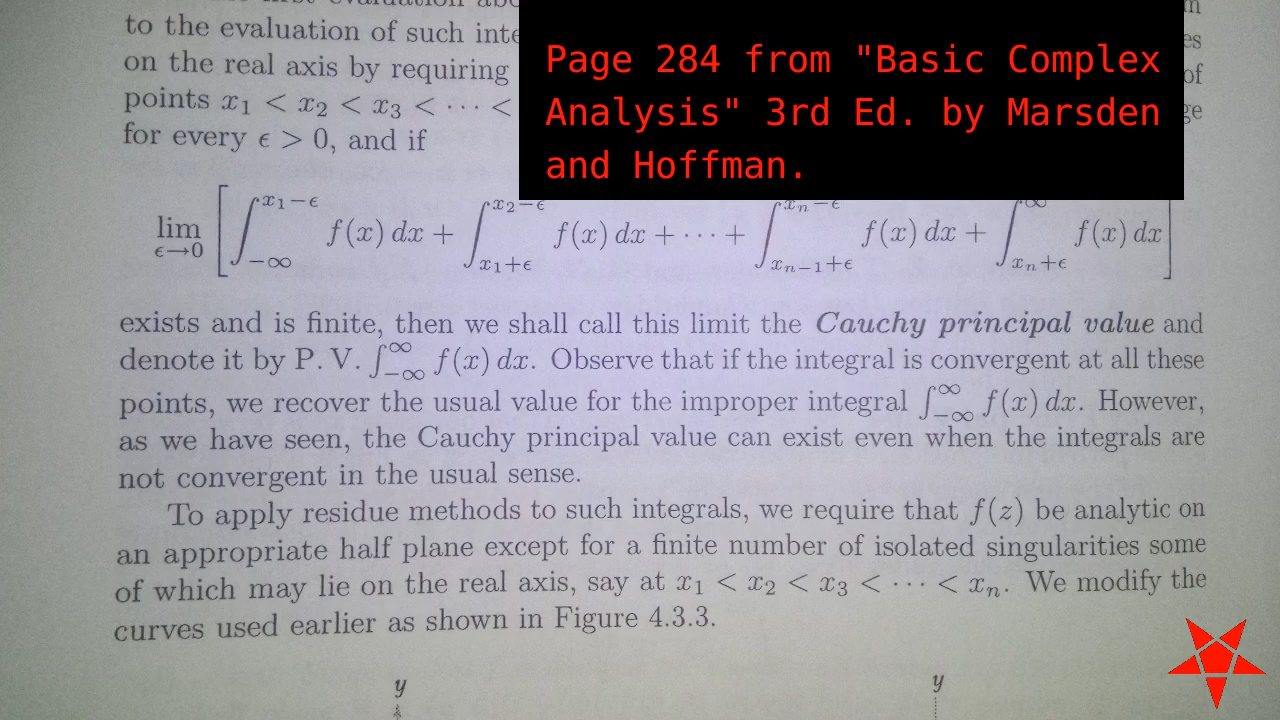 to the evaluation of such
on the real axis by requiring
points x₁ < x₂ < x₃ < ··· <
for every ϵ > 0, and if
Page 284 from "Basic Complex
Analysis" 3rd Ed. by Marsden
and Hoffman.
lim_{ϵ→0} [ ∫_{−∞}^{x₁−ϵ} f(x) dx + ∫_{x₁+ϵ}^{x₂−ϵ} f(x) dx + ··· + ∫_{xₙ₋₁+ϵ}^{xₙ−ϵ} f(x) dx + ∫_{xₙ+ϵ}^{∞} f(x) dx ]
exists and is finite, then we shall call this limit the Cauchy principal value and
denote it by P. V. ∫_{−∞}^{∞} f(x) dx. Observe that if the integral is convergent at all these
points, we recover the usual value for the improper integral ∫_{−∞}^{∞} f(x) dx. However,
as we have seen, the Cauchy principal value can exist even when the integrals are
not convergent in the usual sense.
To apply residue methods to such integrals, we require that f(z) be analytic on
an appropriate half plane except for a finite number of isolated singularities some
of which may lie on the real axis, say at x₁ < x₂ < x₃ < ··· < xₙ. We modify the
curves used earlier as shown in Figure 4.3.3.
y y